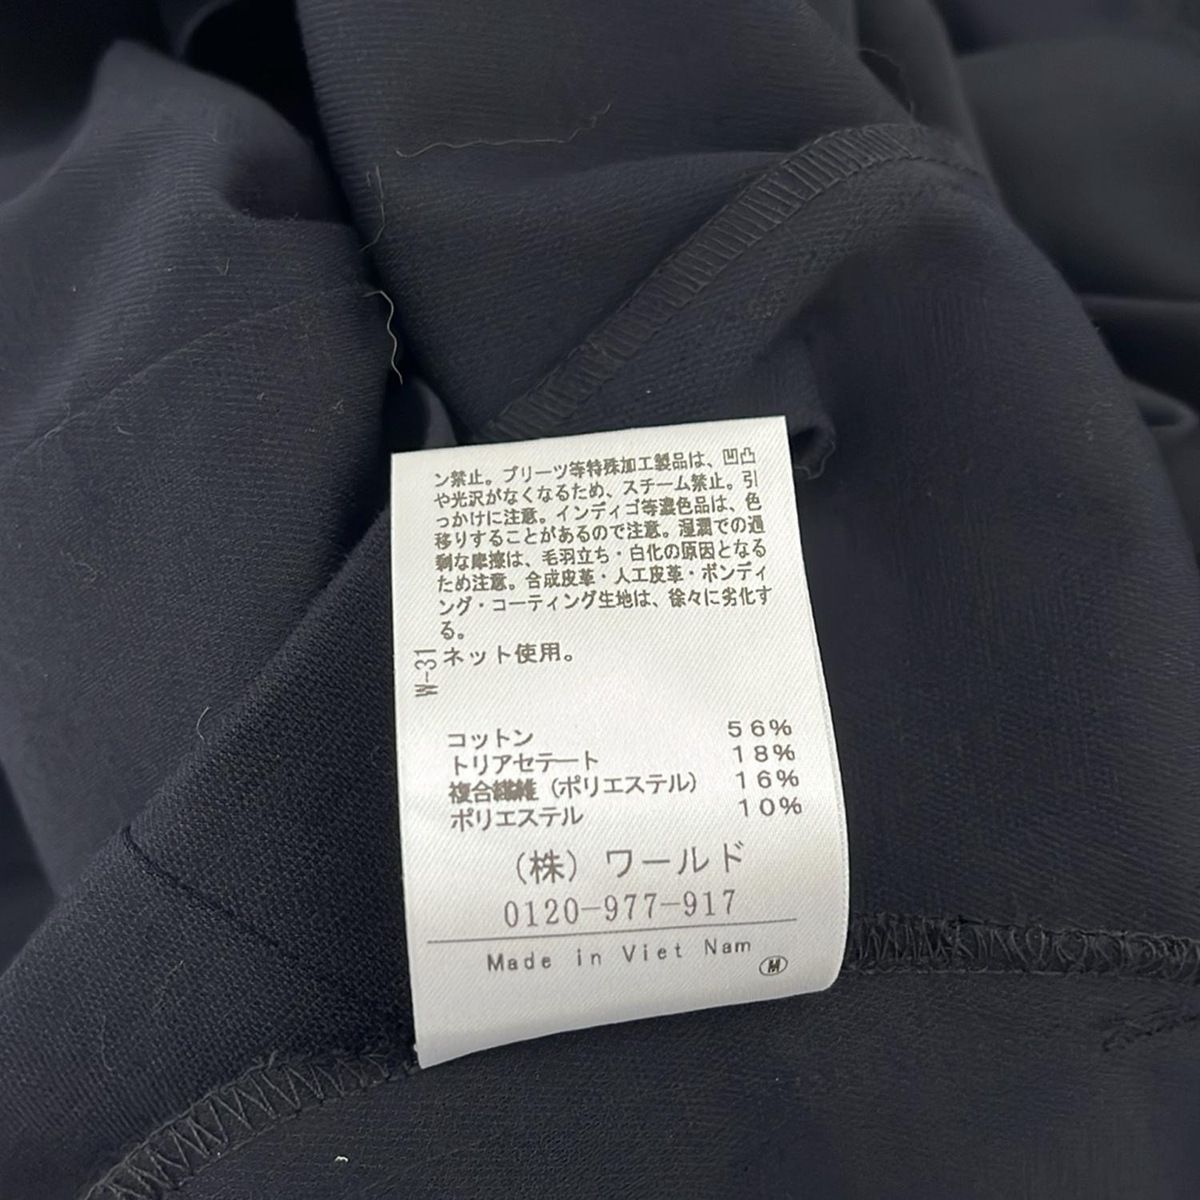 ン禁止。プリーツ等特殊加工製品は、凹凸
や光沢がなくなるため、スチーム禁止。引
っかけに注意。インディゴ等濃色品は、色
移りすることがあるので注意。湿潤での過
剰な摩擦は、毛羽立ち・白化の原因となる
ため注意。合成皮革・人工皮革・ボンディ
ング・コーティング生地は、徐々に劣化す
る。
ネット使用。
W-31
コットン 56%
トリアセテート 18%
複合繊維(ポリエステル) 16%
ポリエステル 10%
(株)ワールド
0120-977-917
Made in Viet Nam
M